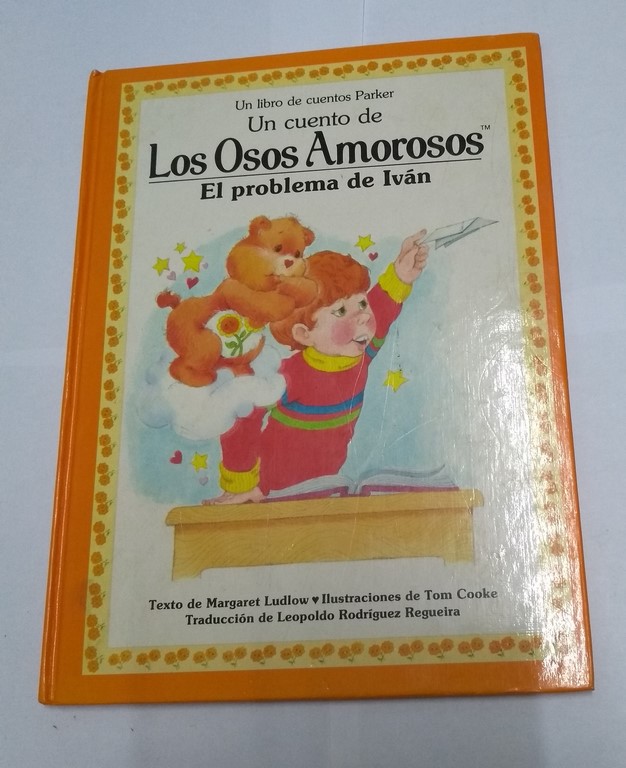 Un libro de cuentos Parker
Un cuento de
Los Osos Amorosos™
El problema de Iván
Texto de Margaret Ludlow ♥ Ilustraciones de Tom Cooke
Traducción de Leopoldo Rodríguez Regueira